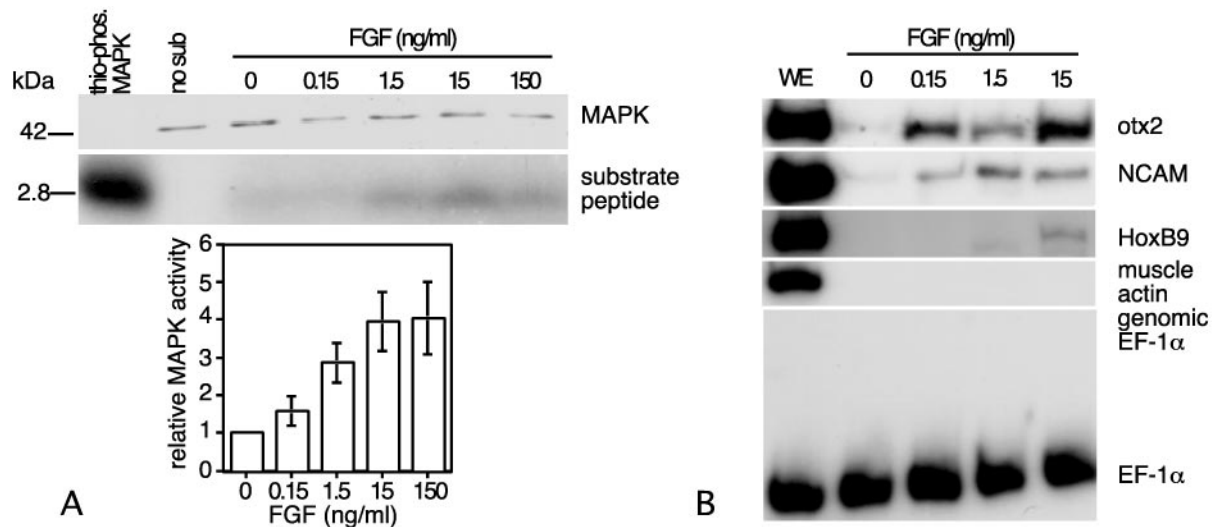 thio-phos.
MAPK
no sub
FGF (ng/ml)
kDa
0 0.15 1.5 15 150
42
MAPK
2.8
substrate
peptide
relative MAPK activity
6
5
4
3
2
1
0
0 0.15 1.5 15 150
FGF (ng/ml)
A
FGF (ng/ml)
WE 0 0.15 1.5 15
otx2
NCAM
HoxB9
muscle
actin
genomic
EF-1α
EF-1α
B